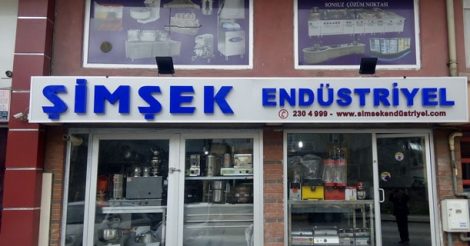 SONSUZ ÇÖZÜM NOKTASI
ŞİMŞEK ENDÜSTRİYEL
230 4 999 - www.simsekendüstriyel.com